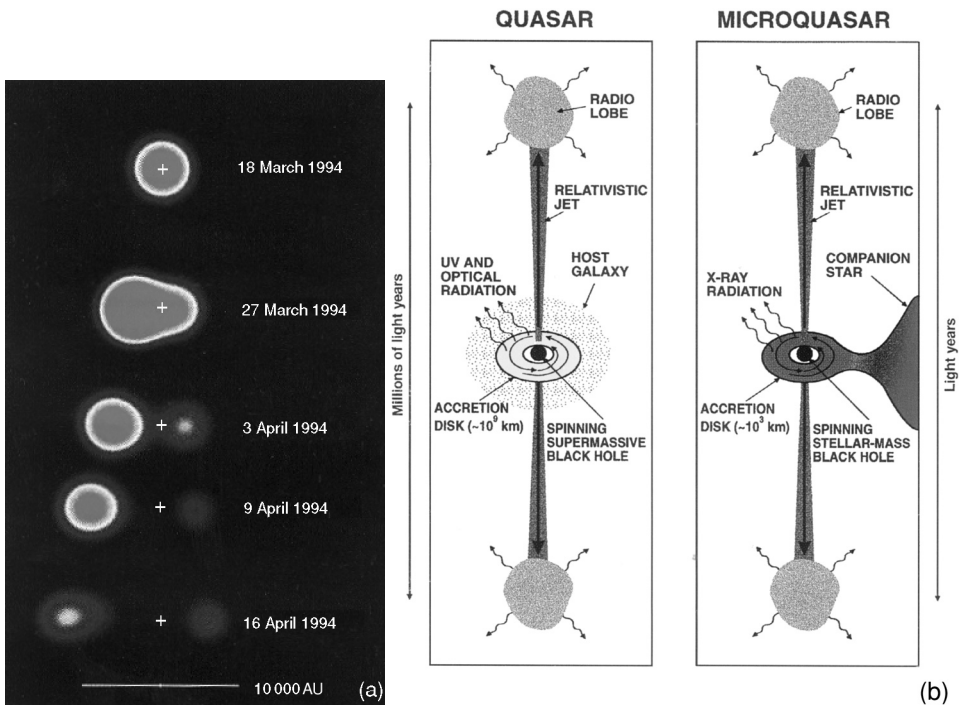 18 March 1994
27 March 1994
3 April 1994
9 April 1994
16 April 1994
10 000 AU
(a)
QUASAR
Millions of light years
RADIO
LOBE
RELATIVISTIC
JET
UV AND
OPTICAL
RADIATION
HOST
GALAXY
ACCRETION
DISK (~10⁹ km)
SPINNING
SUPERMASSIVE
BLACK HOLE
MICROQUASAR
RADIO
LOBE
RELATIVISTIC
JET
COMPANION
STAR
X-RAY
RADIATION
ACCRETION
DISK (~10³ km)
SPINNING
STELLAR-MASS
BLACK HOLE
Light years
(b)